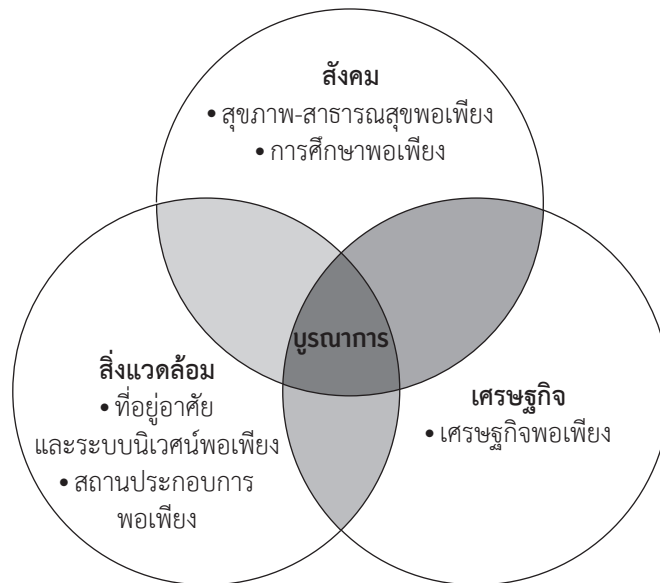 สังคม
• สุขภาพ-สาธารณสุขพอเพียง
• การศึกษาพอเพียง
บูรณาการ
สิ่งแวดล้อม
• ที่อยู่อาศัย
และระบบนิเวศน์พอเพียง
• สถานประกอบการ
พอเพียง
เศรษฐกิจ
• เศรษฐกิจพอเพียง